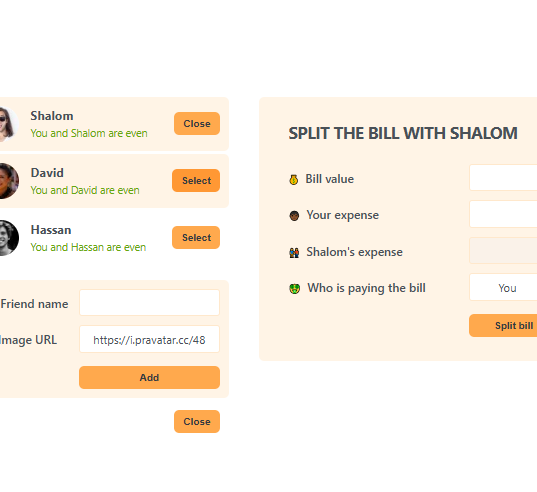 Shalom
You and Shalom are even
Close
David
You and David are even
Select
Hassan
You and Hassan are even
Select
Friend name
Image URL
https://i.pravatar.cc/48
Add
Close
SPLIT THE BILL WITH SHALOM
Bill value
Your expense
Shalom's expense
Who is paying the bill
You
Split bill